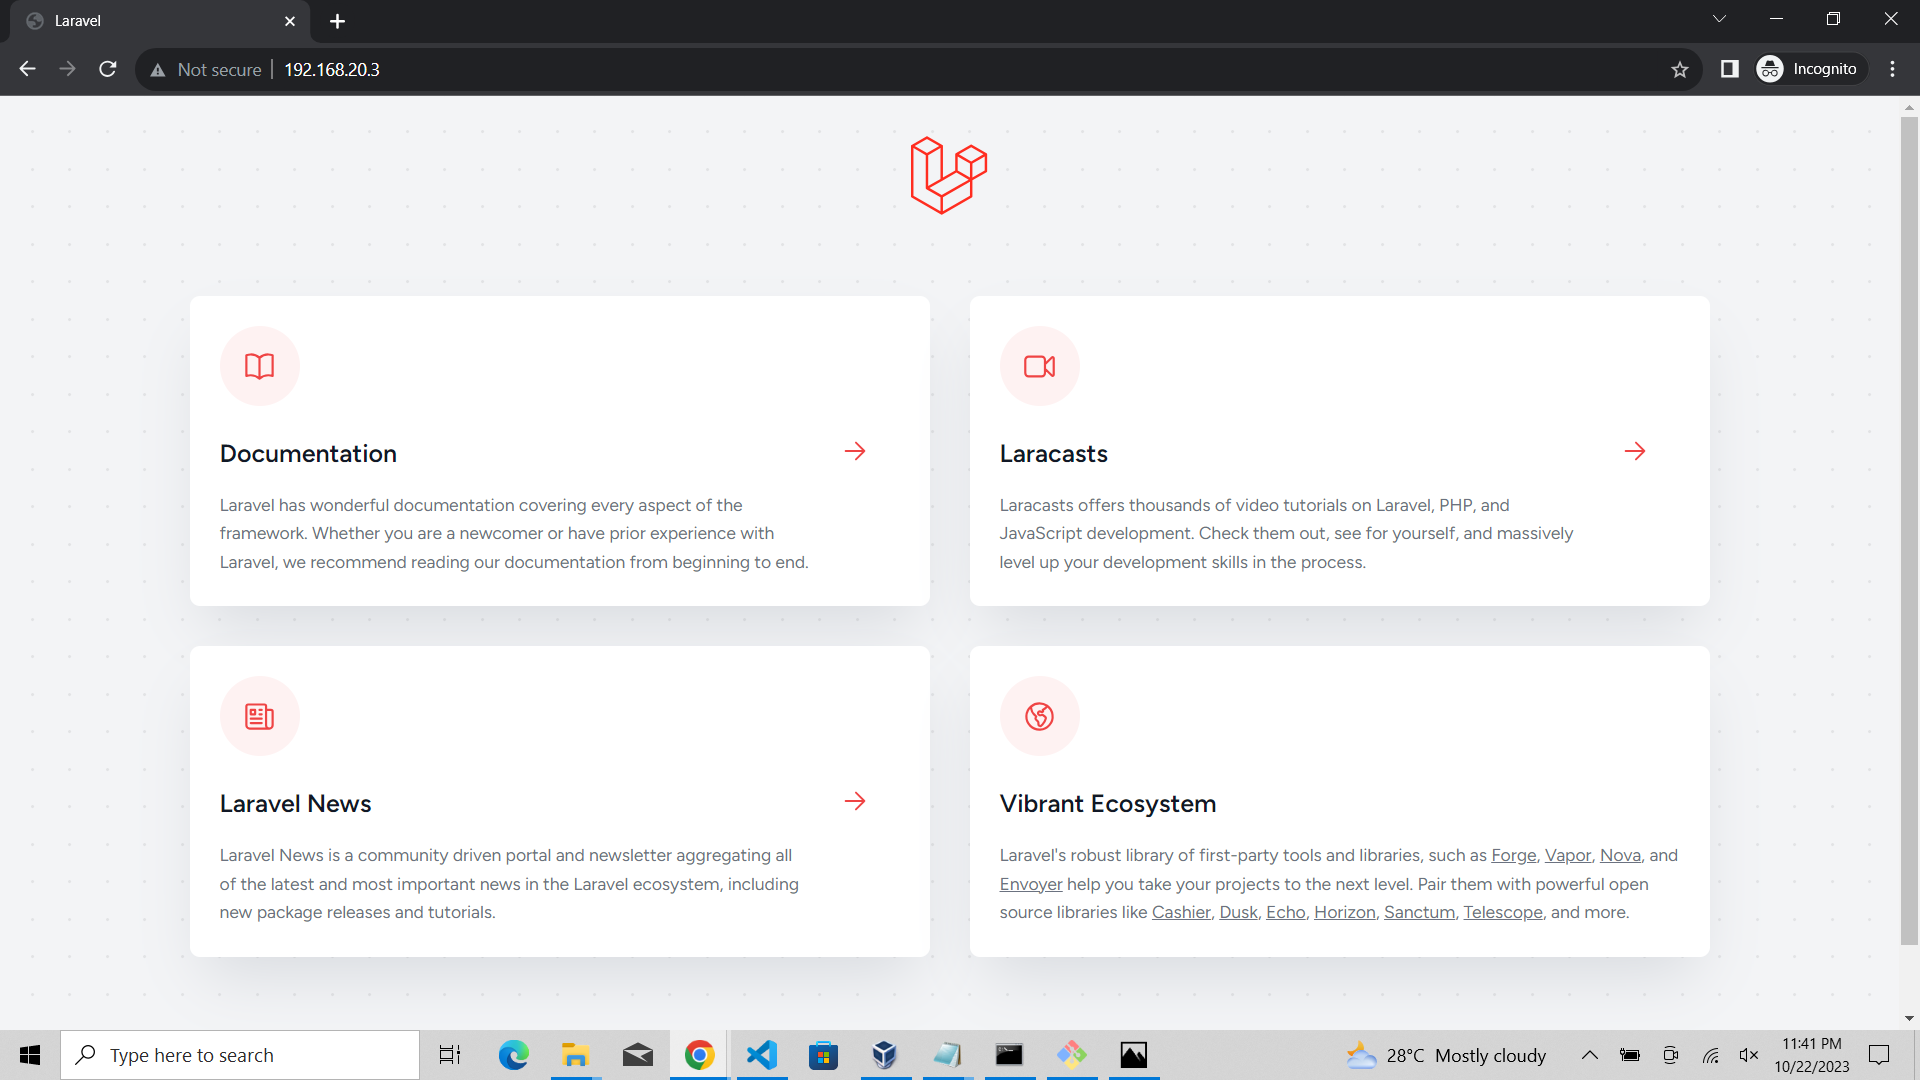 Laravel
Not secure
192.168.20.3
Incognito
Documentation
Laravel has wonderful documentation covering every aspect of the
framework. Whether you are a newcomer or have prior experience with
Laravel, we recommend reading our documentation from beginning to end.
Laracasts
Laracasts offers thousands of video tutorials on Laravel, PHP, and
JavaScript development. Check them out, see for yourself, and massively
level up your development skills in the process.
Laravel News
Laravel News is a community driven portal and newsletter aggregating all
of the latest and most important news in the Laravel ecosystem, including
new package releases and tutorials.
Vibrant Ecosystem
Laravel's robust library of first-party tools and libraries, such as Forge, Vapor, Nova, and
Envoyer help you take your projects to the next level. Pair them with powerful open
source libraries like Cashier, Dusk, Echo, Horizon, Sanctum, Telescope, and more.
Type here to search
28°C Mostly cloudy
11:41 PM
10/22/2023